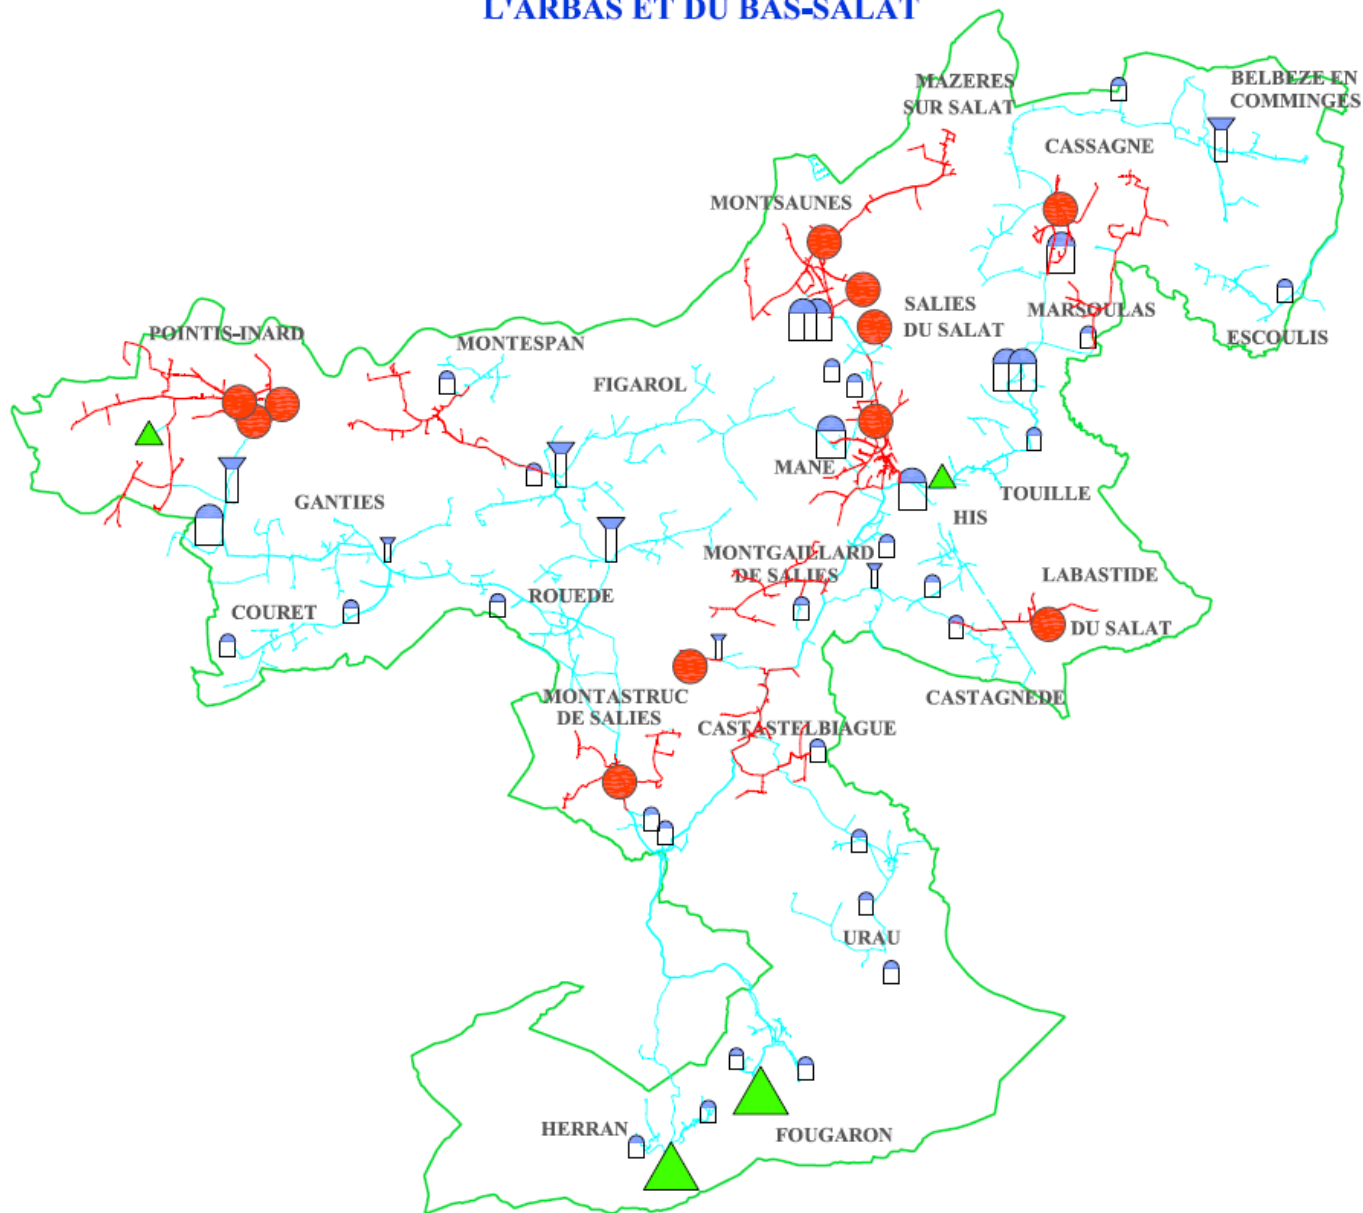 L'ARBAS ET DU BAS-SALAT
MAZERES
SUR SALAT
BELBEZE EN
COMMINGES
CASSAGNE
MONTSAUNES
SALIES
DU SALAT
MARSOULAS
ESCOULIS
POINTIS-INARD
MONTESPAN
FIGAROL
MANE
TOUILLE
GANTIES
HIS
MONTGAILLARD
DE SALIES
LABASTIDE
DU SALAT
ROUEDE
COURET
MONTASTRUC
DE SALIES
CASTAGNEDE
CASTASTELBIAGUE
URAU
HERRAN
FOUGARON